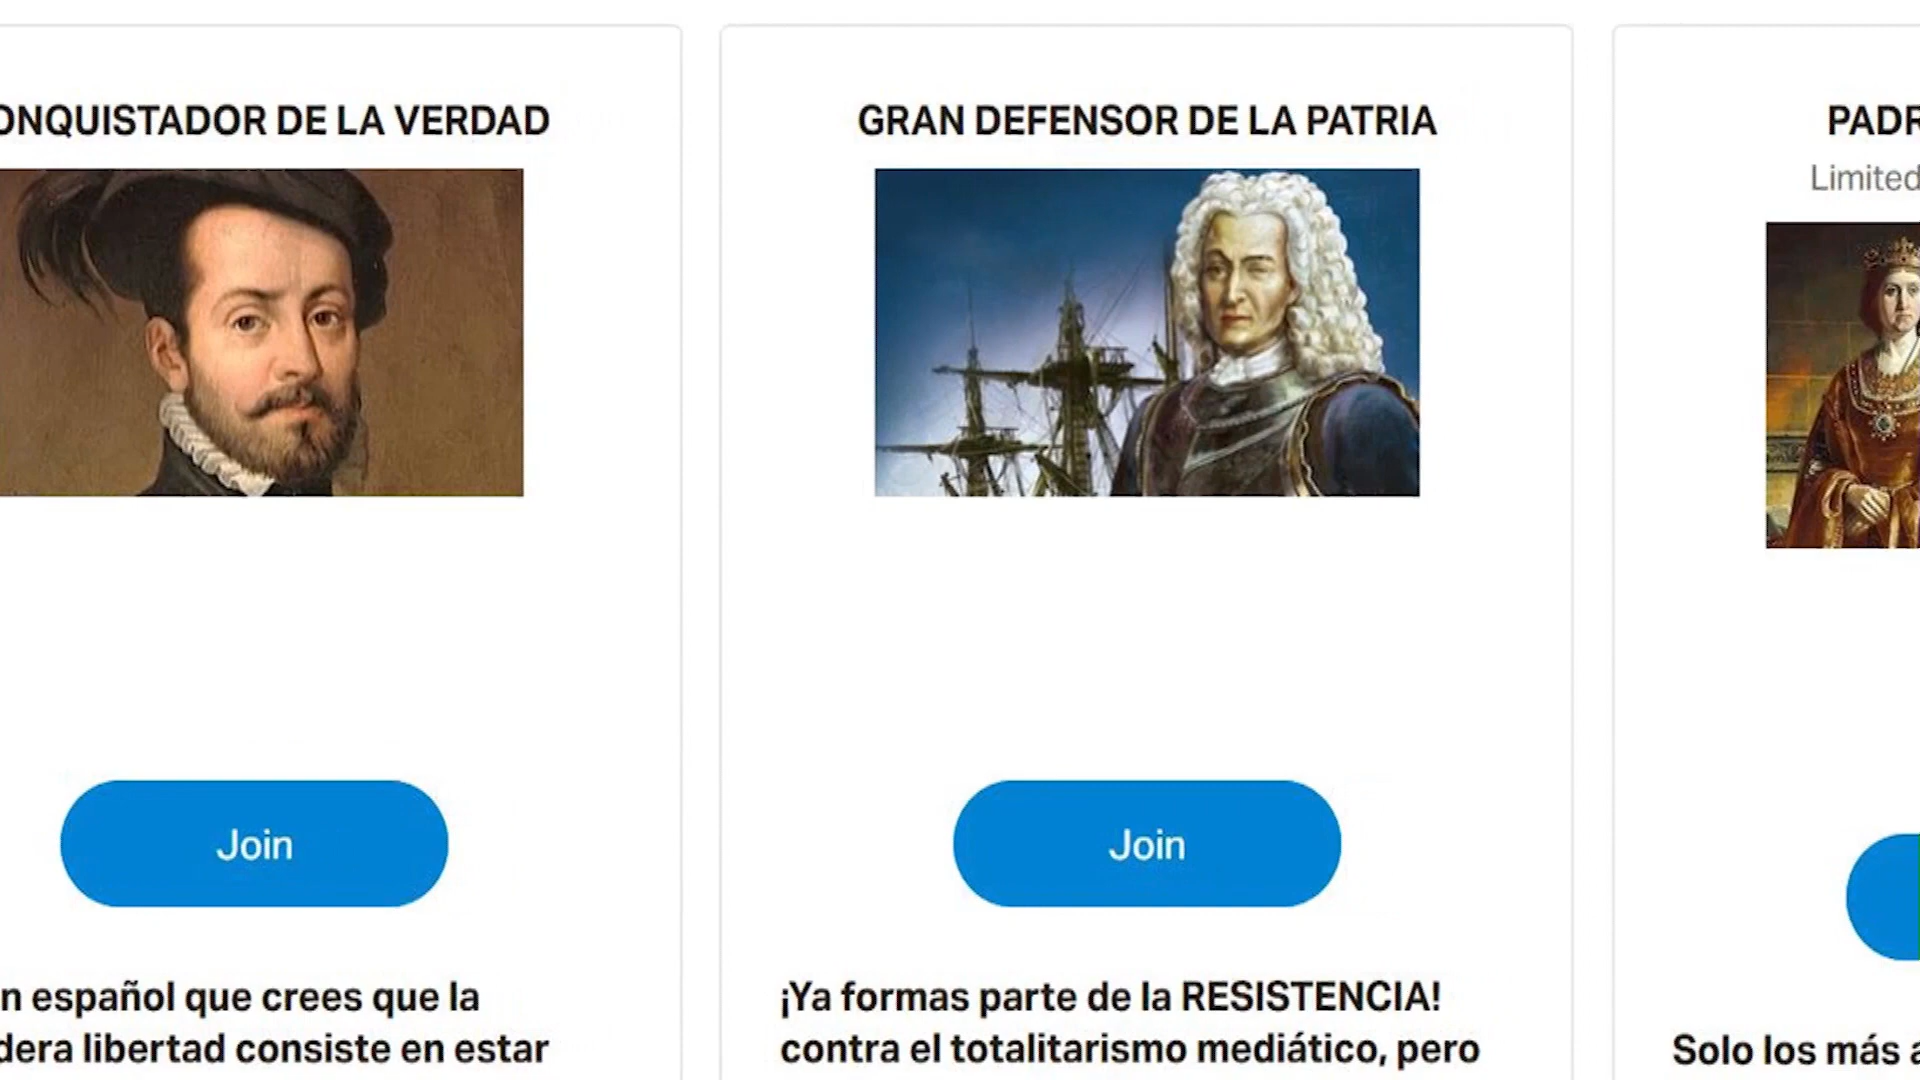 ONQUISTADOR DE LA VERDAD
Join
n español que crees que la
dera libertad consiste en estar
GRAN DEFENSOR DE LA PATRIA
Join
¡Ya formas parte de la RESISTENCIA!
contra el totalitarismo mediático, pero
PADR
Limited
Solo los más a